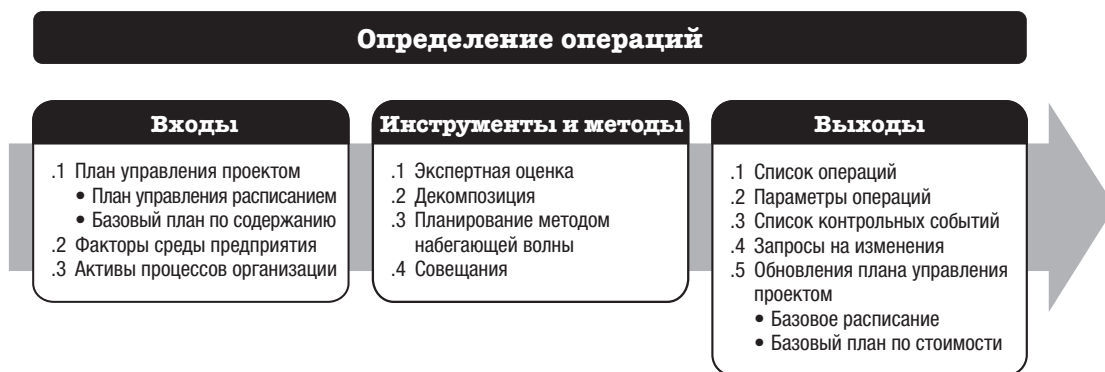 Определение операций
Входы
.1 План управления проектом
• План управления расписанием
• Базовый план по содержанию
.2 Факторы среды предприятия
.3 Активы процессов организации
Инструменты и методы
.1 Экспертная оценка
.2 Декомпозиция
.3 Планирование методом
набегающей волны
.4 Совещания
Выходы
.1 Список операций
.2 Параметры операций
.3 Список контрольных событий
.4 Запросы на изменения
.5 Обновления плана управления
проектом
• Базовое расписание
• Базовый план по стоимости